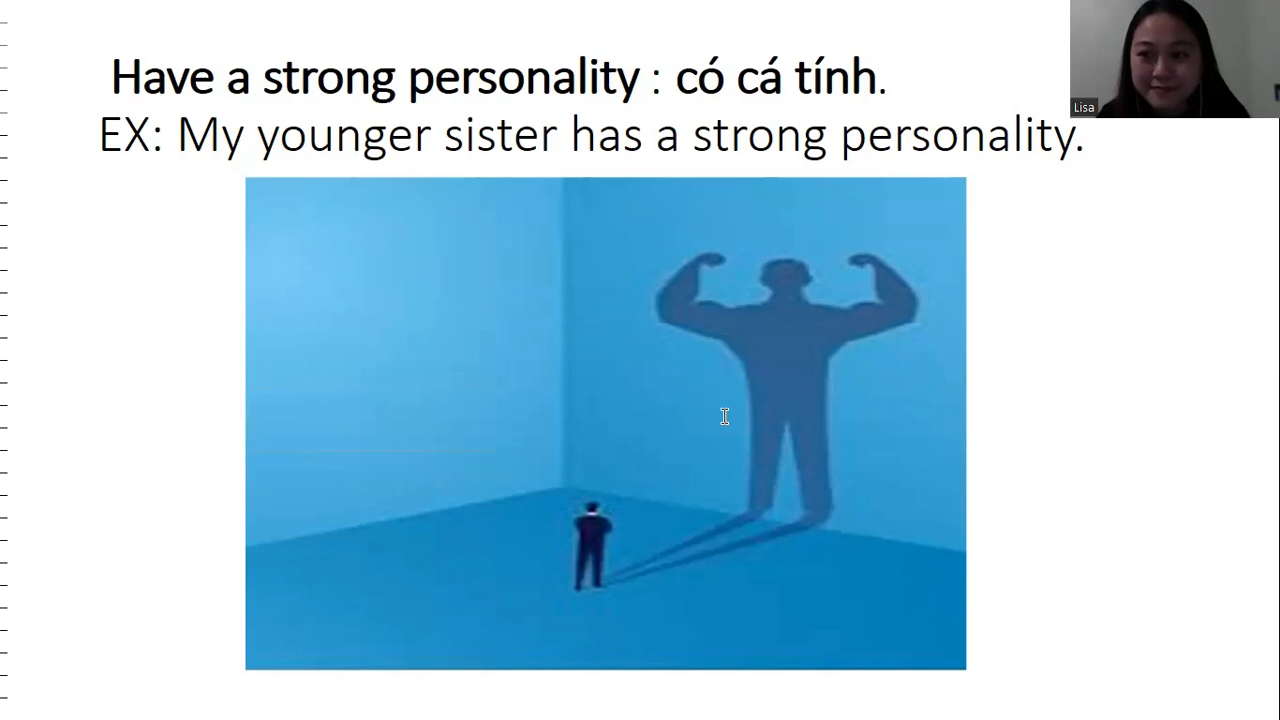 Have a strong personality : có cá tính.
EX: My younger sister has a strong personality.
Lisa